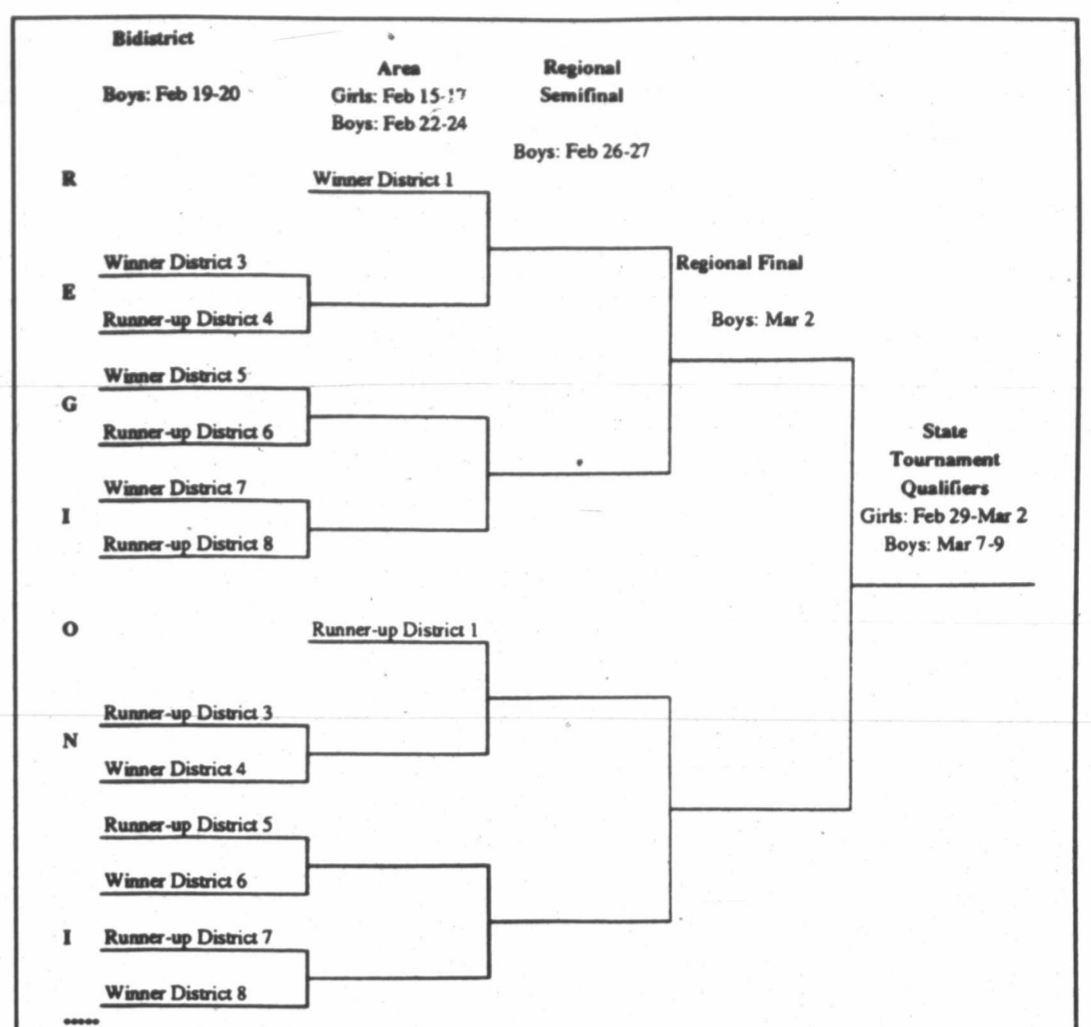 Bidistrict
Boys: Feb 19-20
Area
Girls: Feb 15-17
Boys: Feb 22-24
Regional
Semifinal
Boys: Feb 26-27
R
Winner District 1
Winner District 3
E
Runner-up District 4
Regional Final
Boys: Mar 2
Winner District 5
G
Runner-up District 6
Winner District 7
I
Runner-up District 8
State
Tournament
Qualifiers
Girls: Feb 29-Mar 2
Boys: Mar 7-9
O
Runner-up District 1
Runner-up District 3
N
Winner District 4
Runner-up District 5
Winner District 6
I
Runner-up District 7
Winner District 8